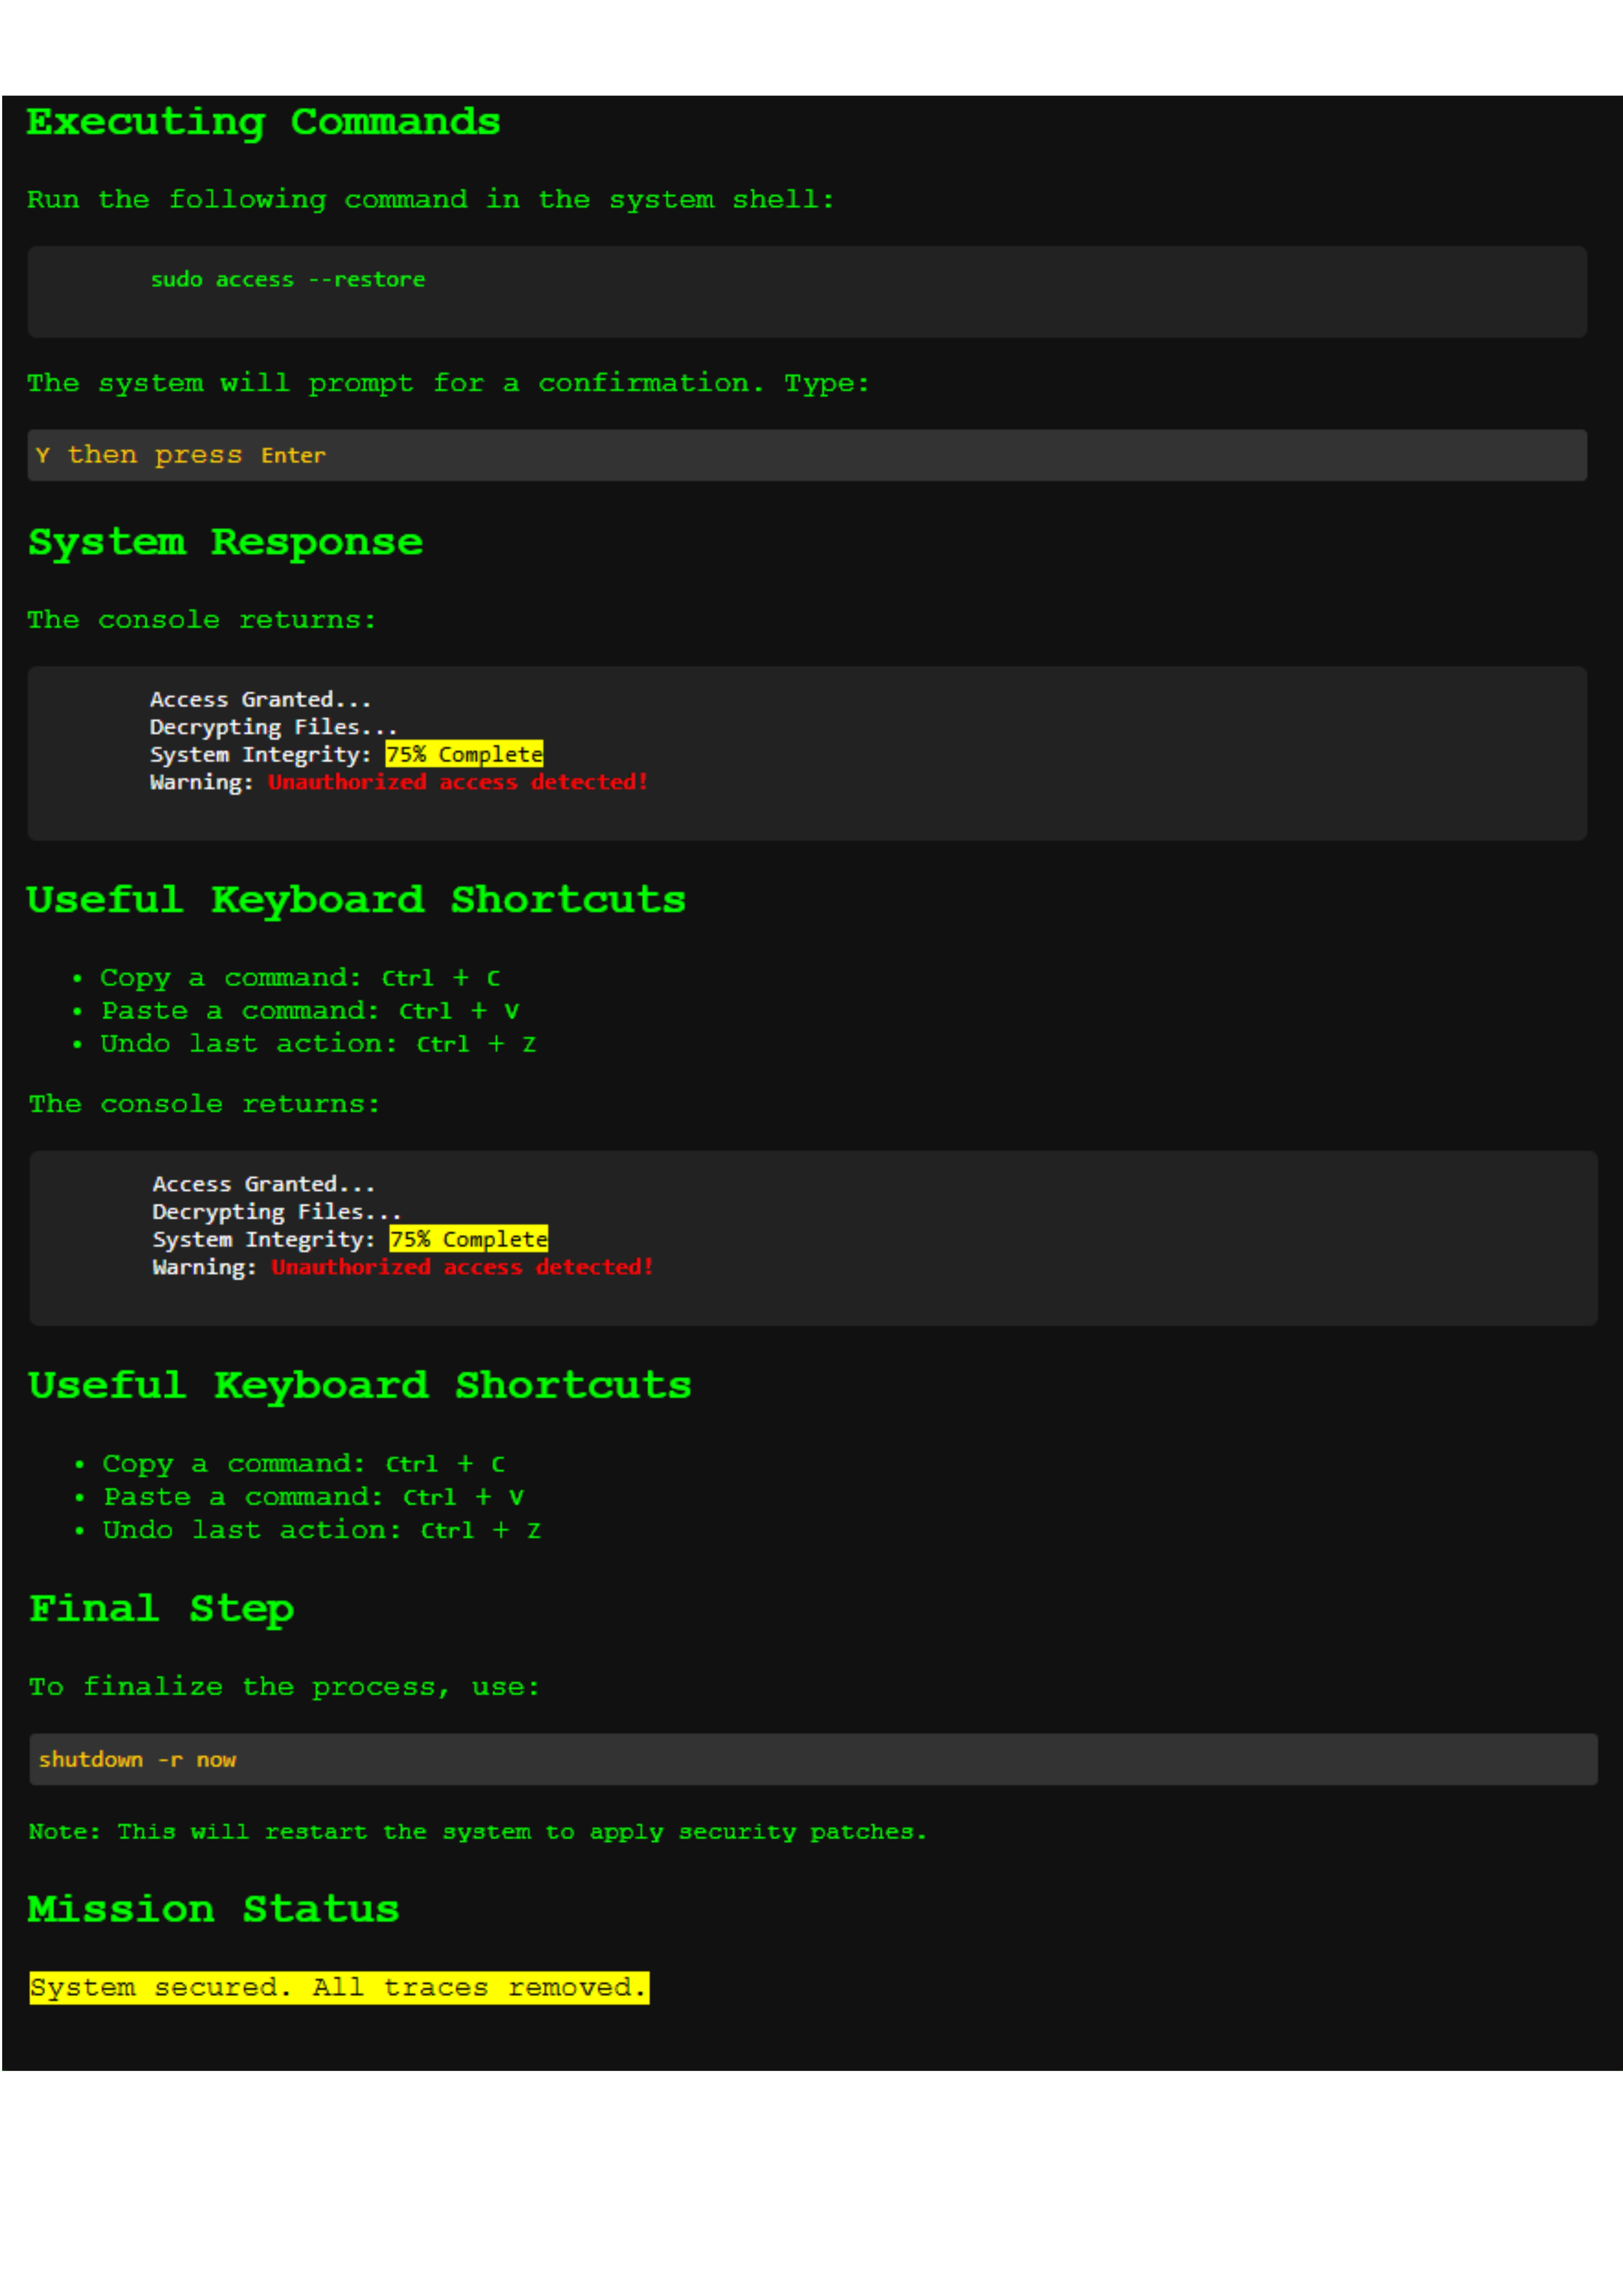 Executing Commands
Run the following command in the system shell:
sudo access --restore
The system will prompt for a confirmation. Type:
Y then press Enter
System Response
The console returns:
Access Granted...
Decrypting Files...
System Integrity: 75% Complete
Warning: Unauthorized access detected!
Useful Keyboard Shortcuts
• Copy a command: Ctrl + C
• Paste a command: Ctrl + V
• Undo last action: Ctrl + Z
The console returns:
Access Granted...
Decrypting Files...
System Integrity: 75% Complete
Warning: Unauthorized access detected!
Useful Keyboard Shortcuts
• Copy a command: Ctrl + C
• Paste a command: Ctrl + V
• Undo last action: Ctrl + Z
Final Step
To finalize the process, use:
shutdown -r now
Note: This will restart the system to apply security patches.
Mission Status
System secured. All traces removed.